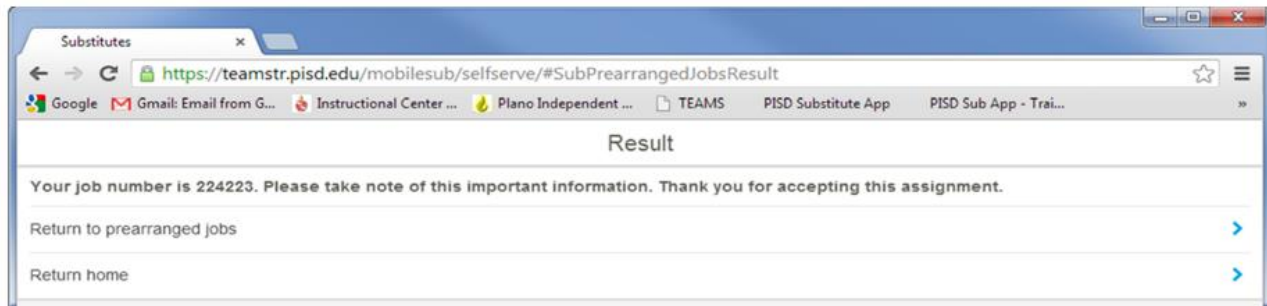 Substitutes
https://teamstr.pisd.edu/mobilesub/selfserve/#SubPrearrangedJobsResult
Google Gmail: Email from G... Instructional Center ... Plano Independent ... TEAMS PISD Substitute App PISD Sub App - Trai... »
Result
Your job number is 224223. Please take note of this important information. Thank you for accepting this assignment.
Return to prearranged jobs
Return home